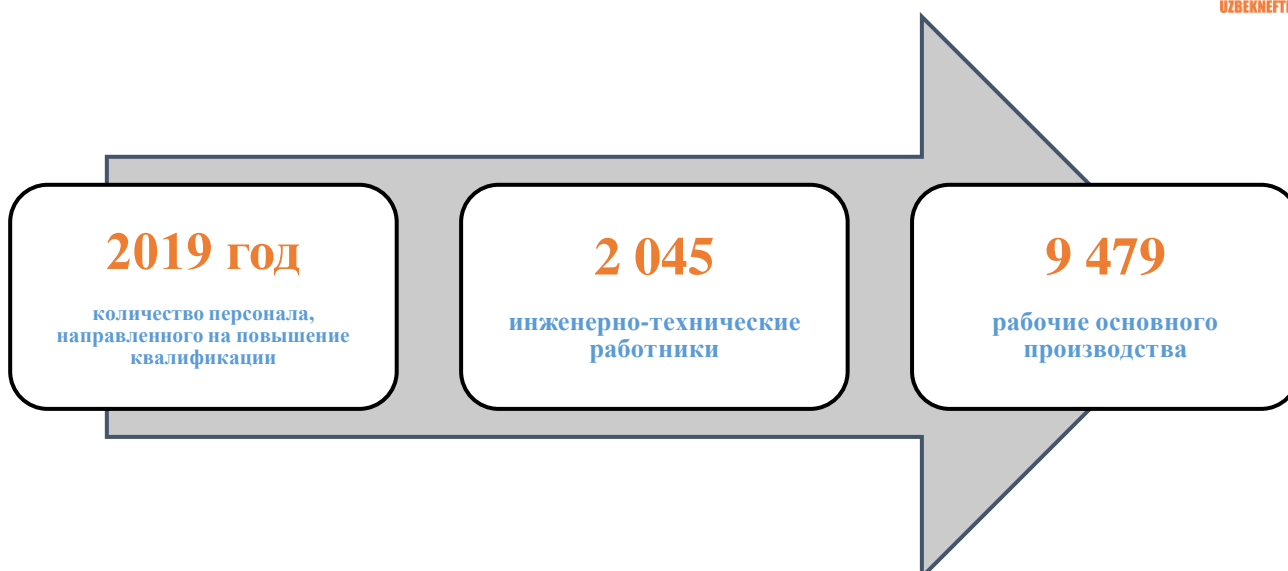 UZBEKNEFT
2019 год
количество персонала,
направленного на повышение
квалификации
2 045
инженерно-технические
работники
9 479
рабочие основного
производства